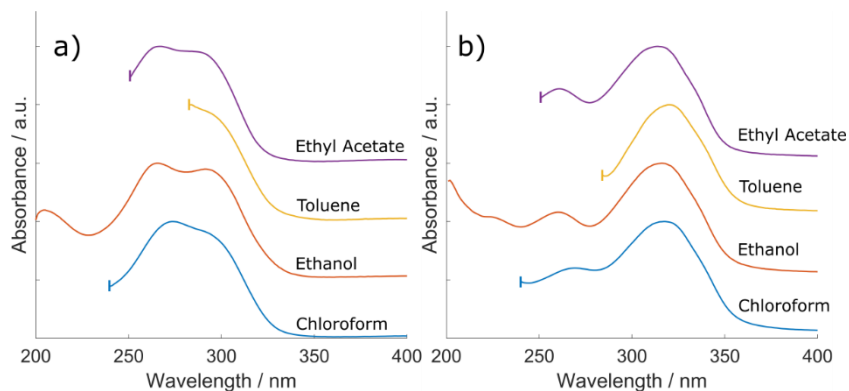 a)
Absorbance / a.u.
Ethyl Acetate
Toluene
Ethanol
Chloroform
200 250 300 350 400
Wavelength / nm
b)
Absorbance / a.u.
Ethyl Acetate
Toluene
Ethanol
Chloroform
200 250 300 350 400
Wavelength / nm